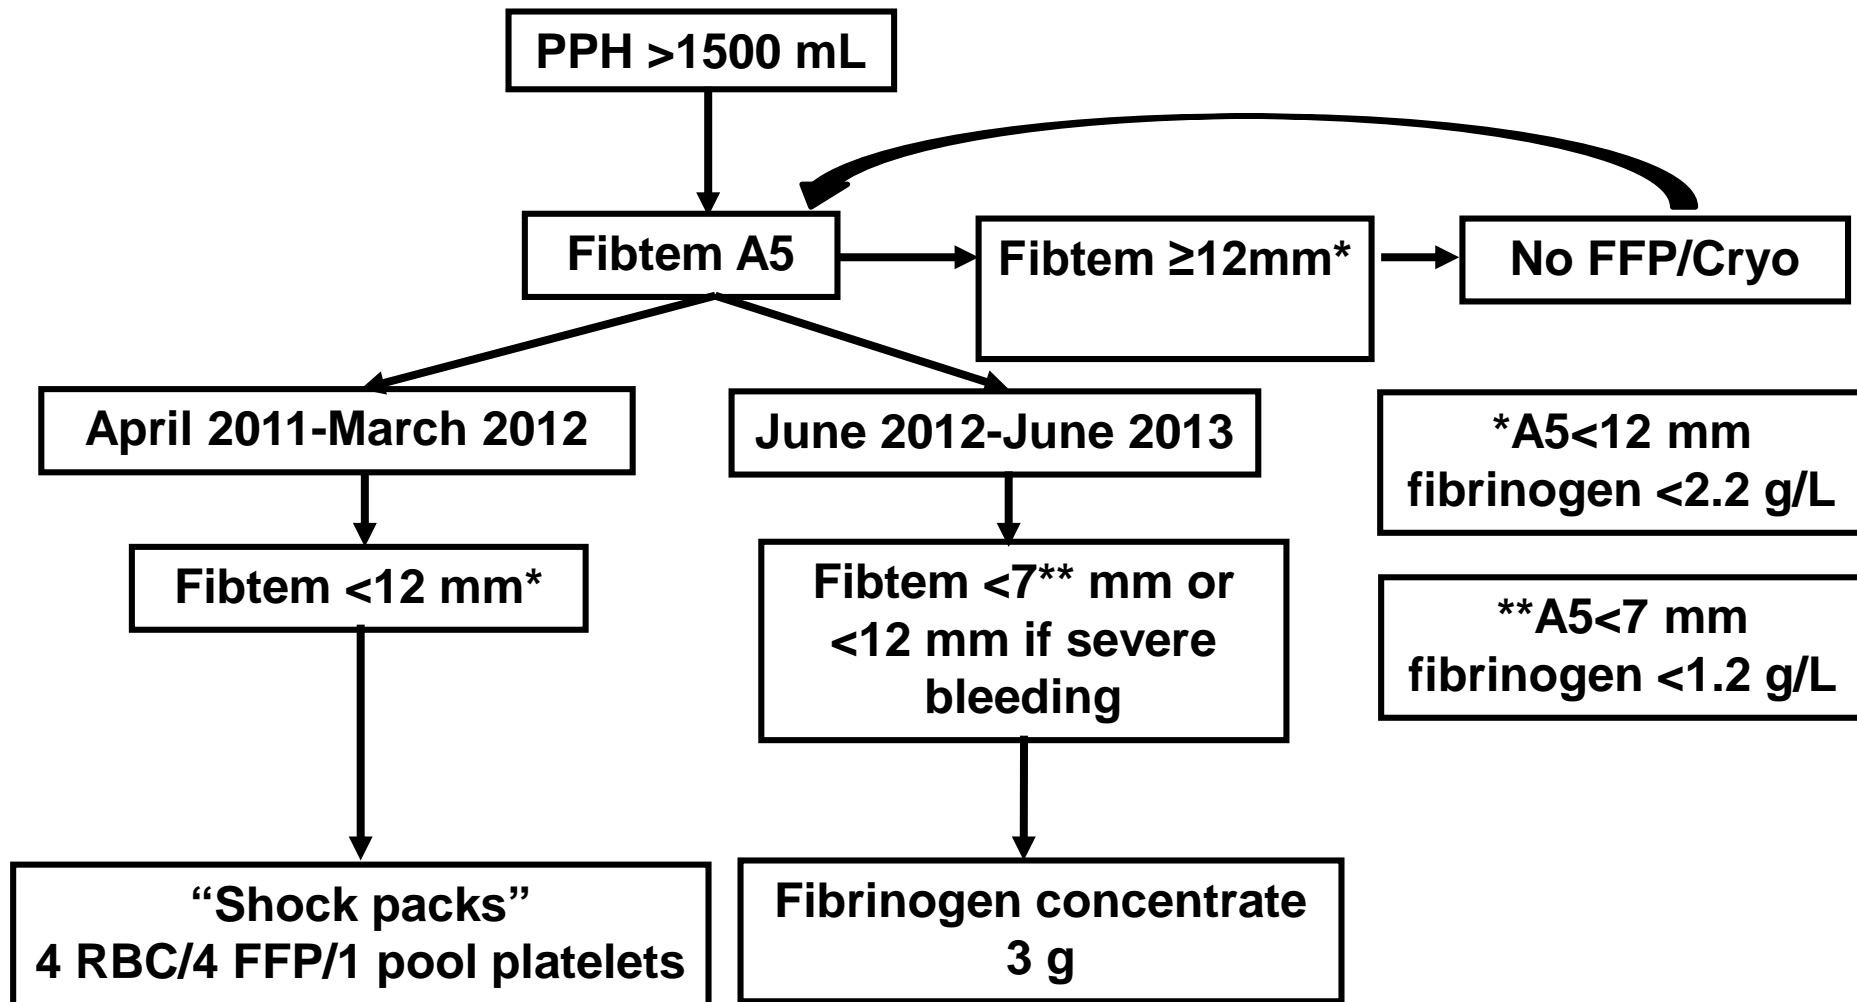 PPH >1500 mL
Fibtem A5
Fibtem ≥12mm*
No FFP/Cryo
April 2011-March 2012
June 2012-June 2013
*A5<12 mm
fibrinogen <2.2 g/L
Fibtem <12 mm*
Fibtem <7** mm or
<12 mm if severe
bleeding
**A5<7 mm
fibrinogen <1.2 g/L
“Shock packs”
4 RBC/4 FFP/1 pool platelets
Fibrinogen concentrate
3 g